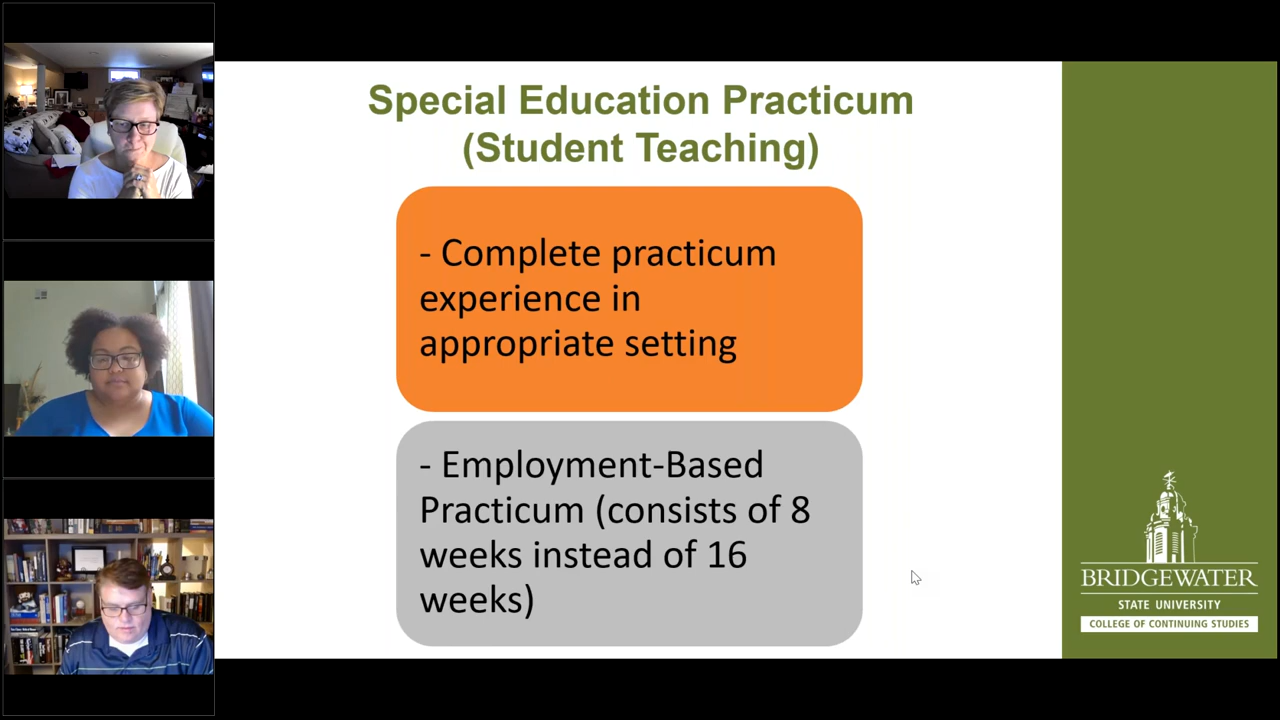 Special Education Practicum
(Student Teaching)
- Complete practicum
experience in
appropriate setting
- Employment-Based
Practicum (consists of 8
weeks instead of 16
weeks)
BRIDGEWATER
STATE UNIVERSITY
COLLEGE OF CONTINUING STUDIES